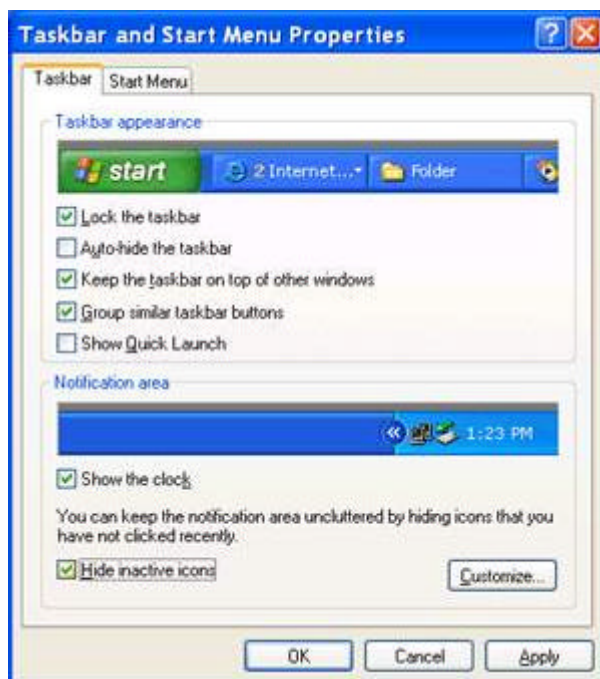 Taskbar and Start Menu Properties
Taskbar
Start Menu
Taskbar appearance
start
2 Internet...
Folder
Lock the taskbar
Auto-hide the taskbar
Keep the taskbar on top of other windows
Group similar taskbar buttons
Show Quick Launch
Notification area
1:23 PM
Show the clock
You can keep the notification area uncluttered by hiding icons that you
have not clicked recently.
Hide inactive icons
Customize...
OK
Cancel
Apply